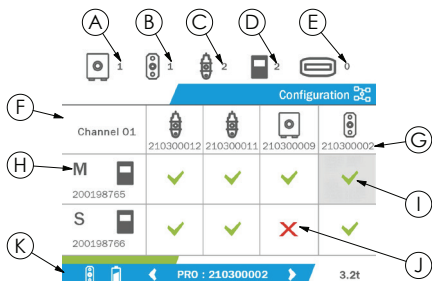 A B C D E
1 1 2 2 0
Configuration
F Channel 01
210300012 210300011 210300009 210300002 G
H M
200198765
I
S
200198766
J
K PRO : 210300002 3.2t